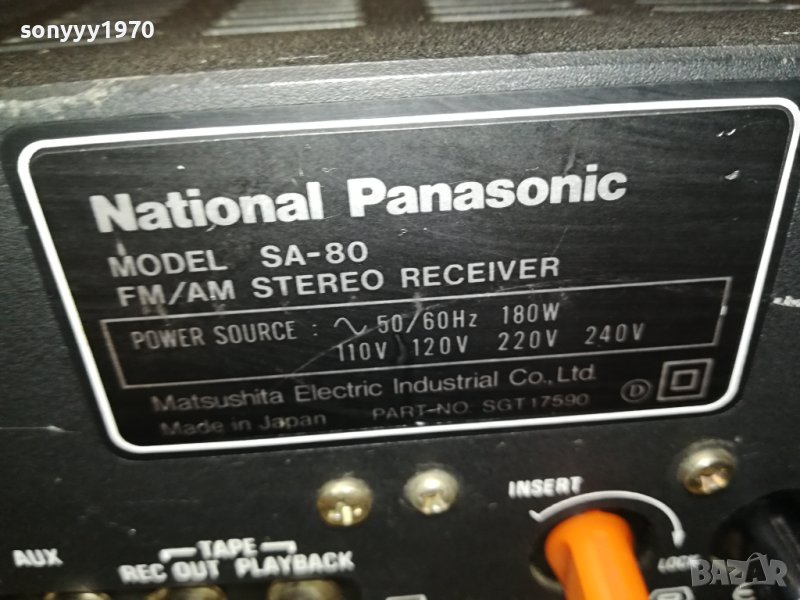 sonyyy1970
National Panasonic
MODEL SA-80
FM/AM STEREO RECEIVER
POWER SOURCE : ∿ 50/60Hz 180W
110V 120V 220V 240V
Matsushita Electric Industrial Co., Ltd.
Made in Japan PART-NO. SGT17590
D
INSERT
LOCK
AUX
TAPE
REC OUT PLAYBACK
BAZAR